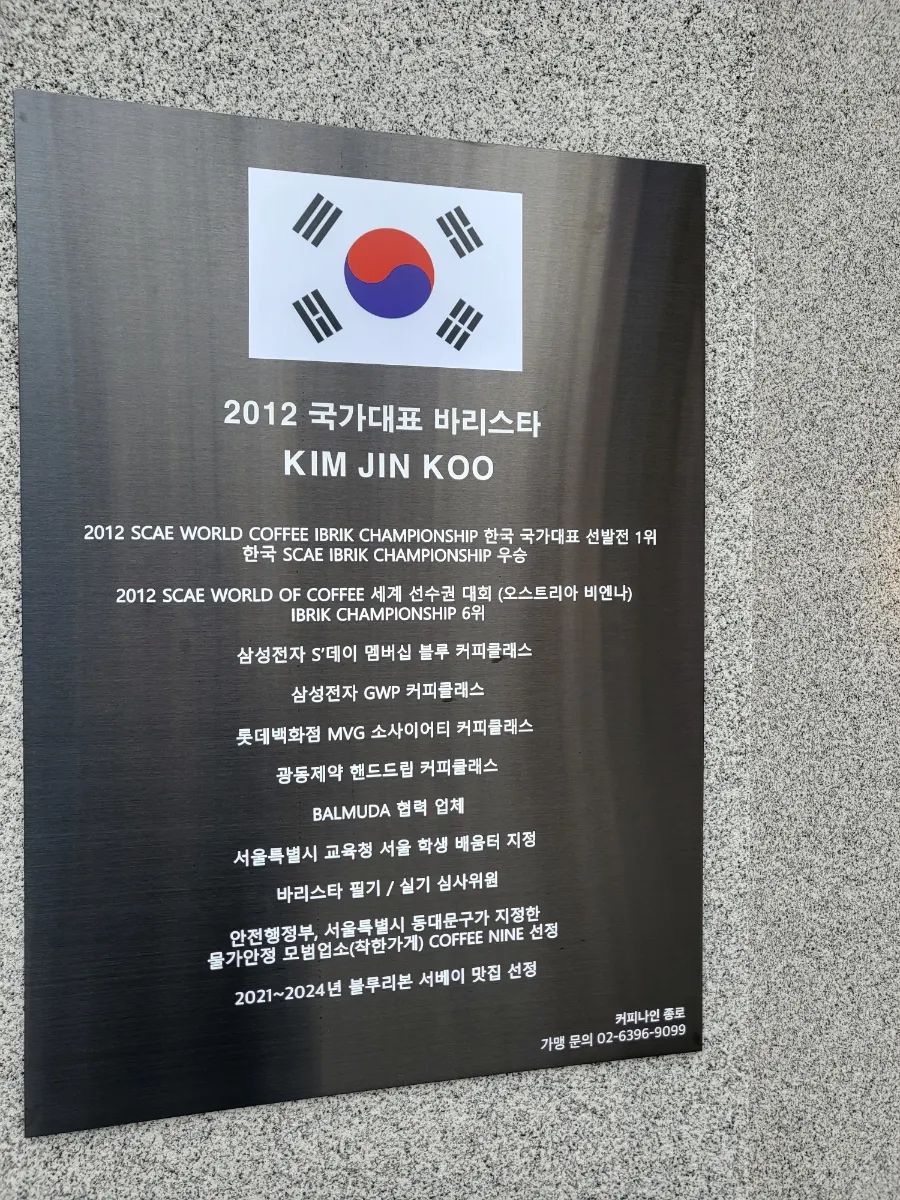 2012 국가대표 바리스타
KIM JIN KOO
2012 SCAE WORLD COFFEE IBRIK CHAMPIONSHIP 한국 국가대표 선발전 1위
한국 SCAE IBRIK CHAMPIONSHIP 우승
2012 SCAE WORLD OF COFFEE 세계 선수권 대회 (오스트리아 비엔나)
IBRIK CHAMPIONSHIP 6위
삼성전자 S'데이 멤버십 블루 커피클래스
삼성전자 GWP 커피클래스
롯데백화점 MVG 소사이어티 커피클래스
광동제약 핸드드립 커피클래스
BALMUDA 협력 업체
서울특별시 교육청 서울 학생 배움터 지정
바리스타 필기 / 실기 심사위원
안전행정부, 서울특별시 동대문구가 지정한
물가안정 모범업소(착한가게) COFFEE NINE 선정
2021~2024년 블루리본 서베이 맛집 선정
커피나인 종로
가맹 문의 02-6396-9099